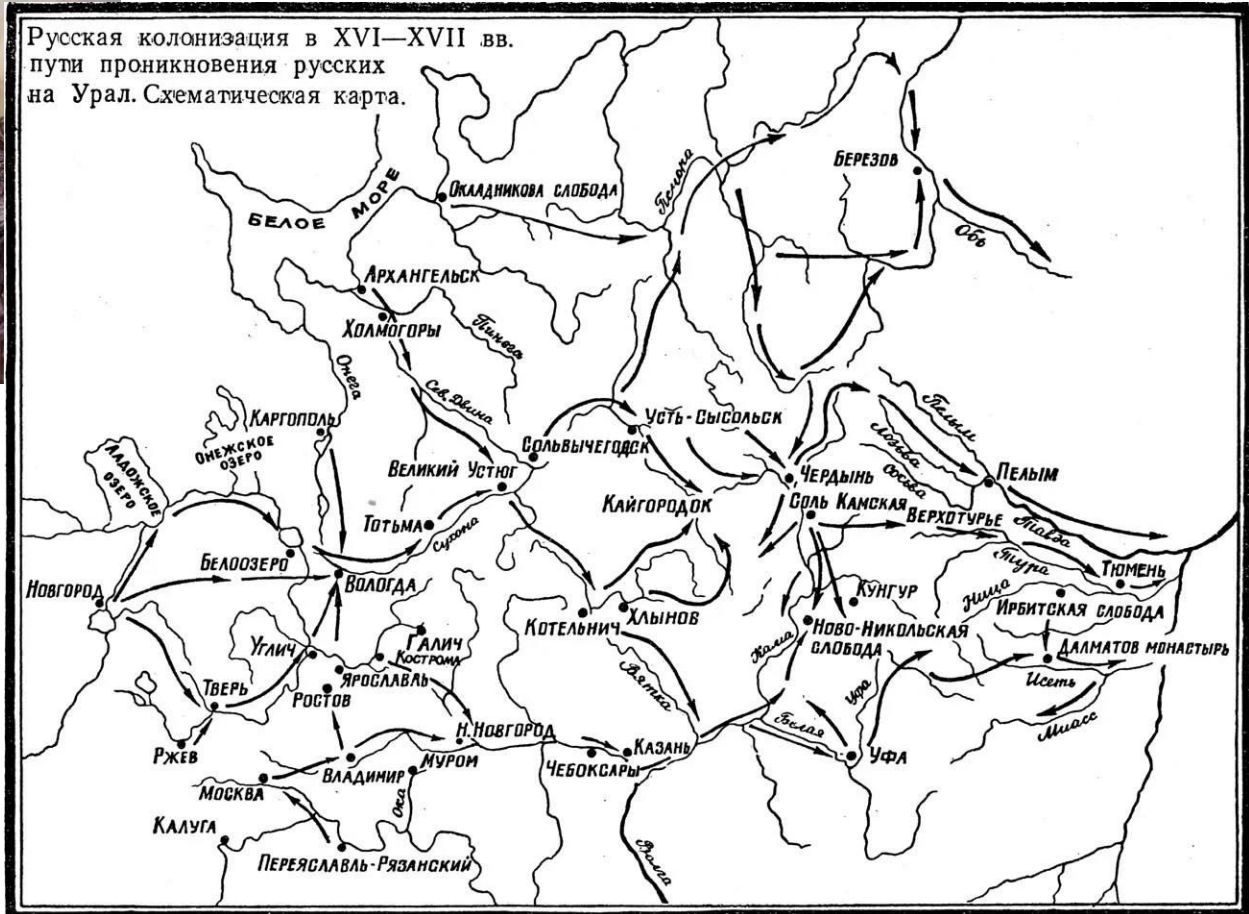 Русская колонизация в XVI—XVII вв.
пути проникновения русских
на Урал. Схематическая карта.
БЕРЕЗОВ
Печора
ОКЛАДНИКОВА СЛОБОДА
БЕЛОЕ МОРЕ
Обь
АРХАНГЕЛЬСК
ХОЛМОГОРЫ
Пинега
Онега
Сев. Двина
Пелым
КАРГОПОЛЬ
УСТЬ-СЫСОЛЬСК
ОНЕЖСКОЕ
ОЗЕРО
СОЛЬВЫЧЕГОДСК
Лозьва
ЛАДОЖСКОЕ
ОЗЕРО
ВЕЛИКИЙ УСТЮГ
ЧЕРДЫНЬ
Сосьва
ПЕЛЫМ
КАЙГОРОДОК
СОЛЬ КАМСКАЯ
ТОТЬМА
ВЕРХОТУРЬЕ
Тавда
Сухона
БЕЛООЗЕРО
Тура
ВОЛОГДА
ТЮМЕНЬ
НОВГОРОД
Ница
КУНГУР
ИРБИТСКАЯ СЛОБОДА
КОТЕЛЬНИЧ
ХЛЫНОВ
НОВО-НИКОЛЬСКАЯ
СЛОБОДА
ГАЛИЧ
Кама
УГЛИЧ
КОСТРОМА
ДАЛМАТОВ МОНАСТЫРЬ
ЯРОСЛАВЛЬ
Вятка
Исеть
ТВЕРЬ
РОСТОВ
Уфа
Миасс
Н. НОВГОРОД
Белая
РЖЕВ
КАЗАНЬ
УФА
ВЛАДИМИР
МУРОМ
ЧЕБОКСАРЫ
МОСКВА
Ока
КАЛУГА
Волга
ПЕРЕЯСЛАВЛЬ-РЯЗАНСКИЙ